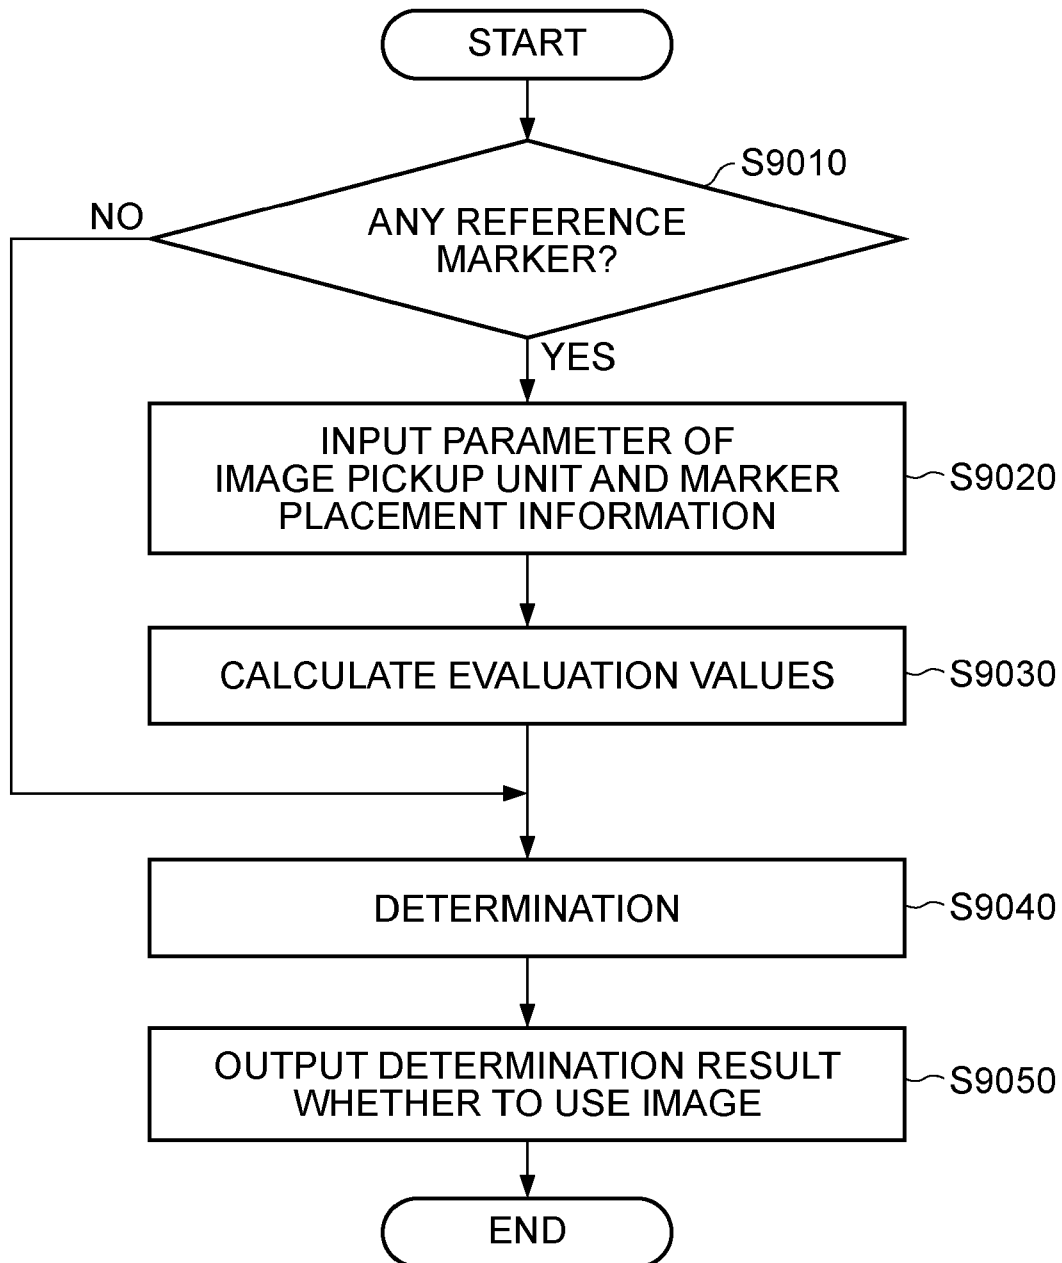 START
S9010
NO
ANY REFERENCE
MARKER?
YES
INPUT PARAMETER OF
IMAGE PICKUP UNIT AND MARKER
PLACEMENT INFORMATION
S9020
CALCULATE EVALUATION VALUES
S9030
DETERMINATION
S9040
OUTPUT DETERMINATION RESULT
WHETHER TO USE IMAGE
S9050
END